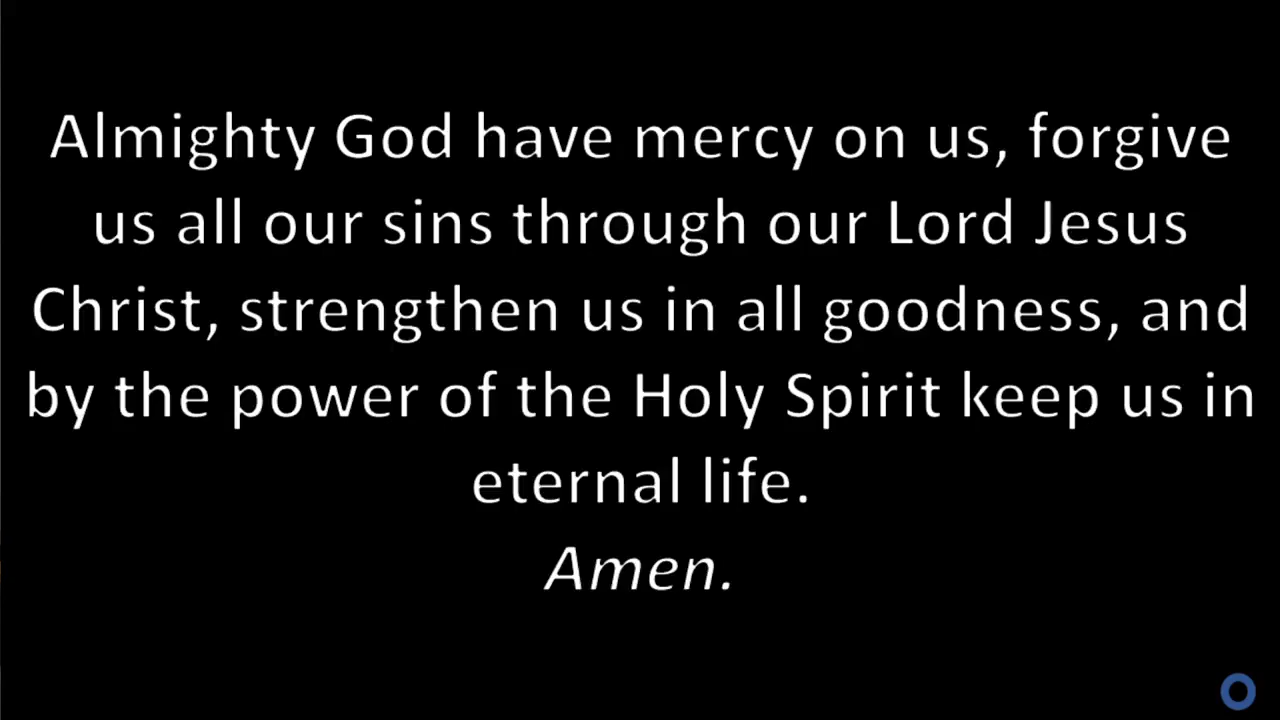 Almighty God have mercy on us, forgive
us all our sins through our Lord Jesus
Christ, strengthen us in all goodness, and
by the power of the Holy Spirit keep us in
eternal life.
Amen.